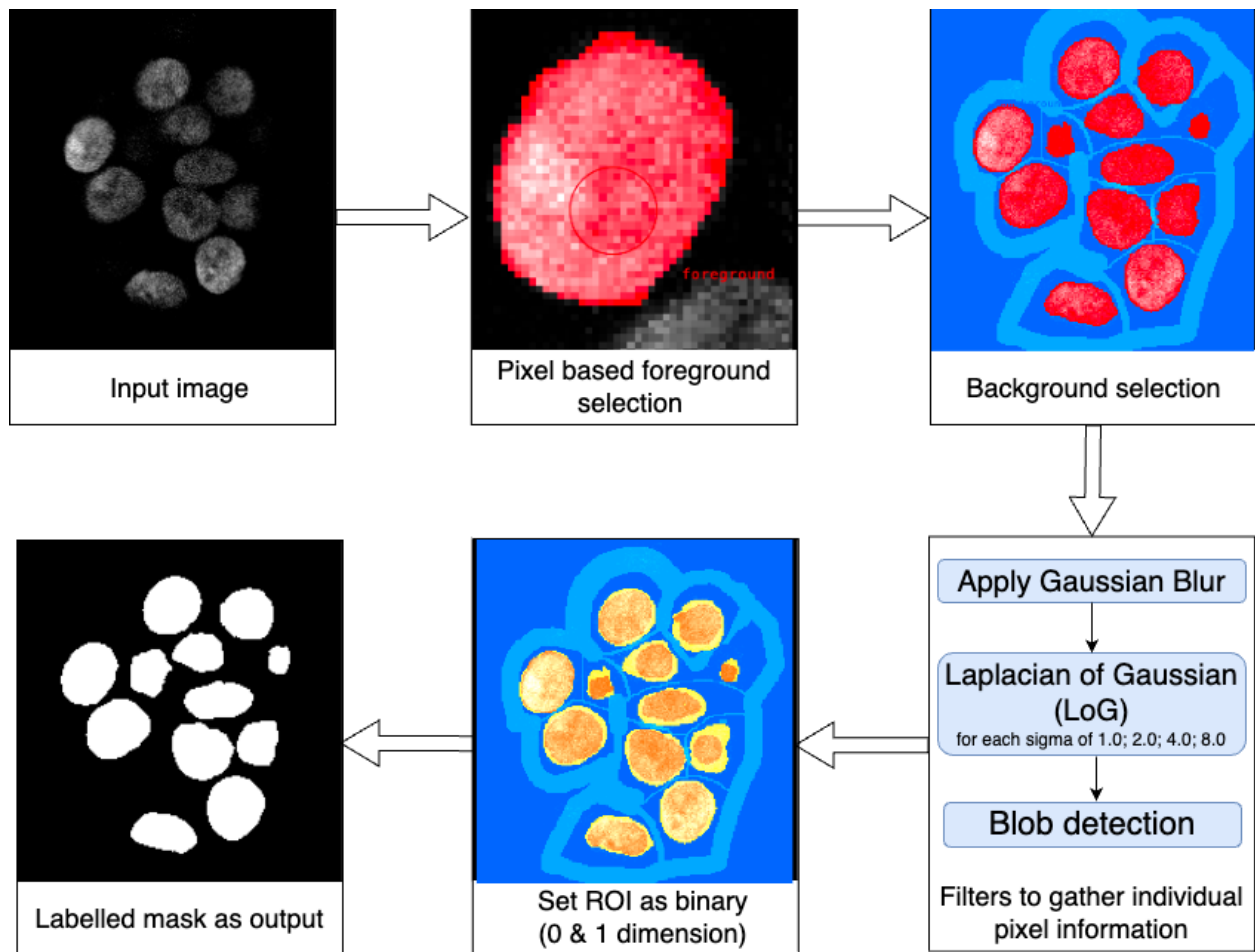 foreground
Input image
Pixel based foreground
selection
Background selection
Apply Gaussian Blur
Laplacian of Gaussian
(LoG)
for each sigma of 1.0; 2.0; 4.0; 8.0
Blob detection
Filters to gather individual
pixel information
Set ROI as binary
(0 & 1 dimension)
Labelled mask as output